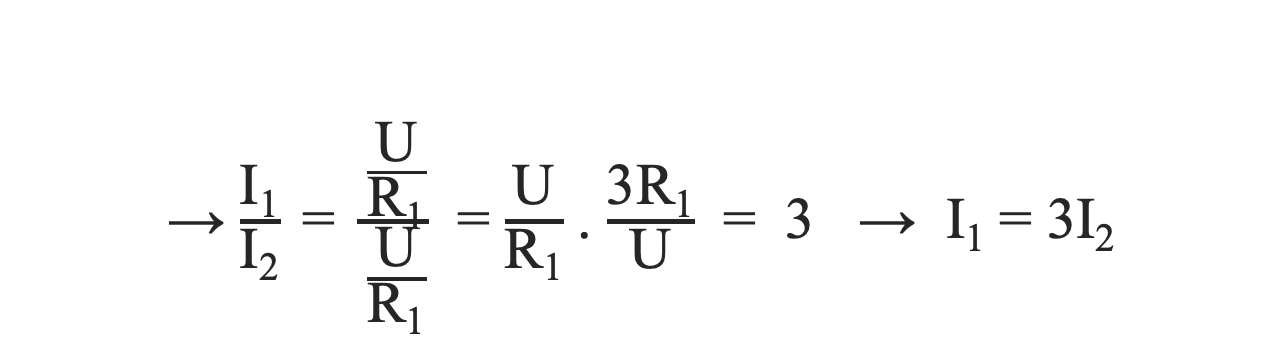 → I₁/I₂ = (U/R₁)/(U/R₁) = U/R₁ . 3R₁/U = 3 → I₁ = 3I₂